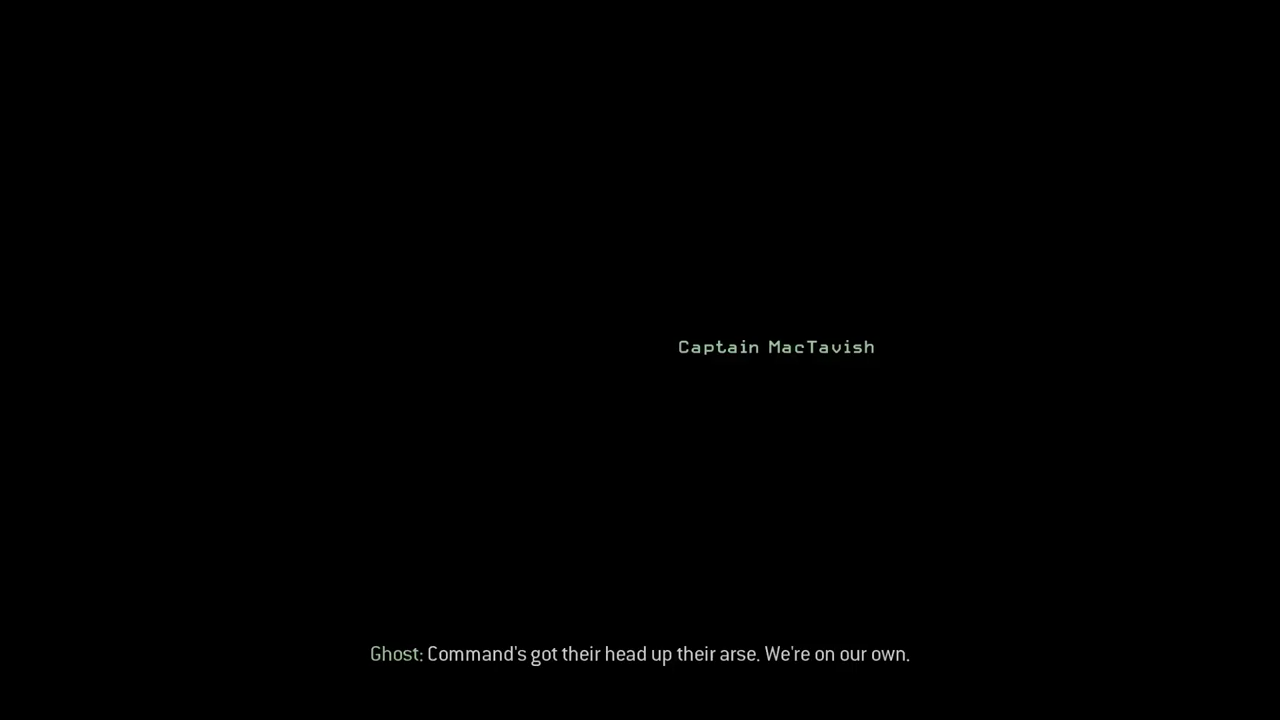 Captain MacTavish
Ghost: Command's got their head up their arse. We're on our own.